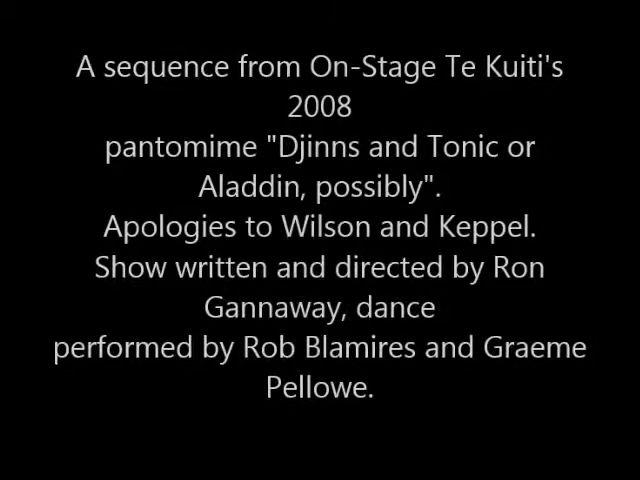 A sequence from On-Stage Te Kuiti's
2008
pantomime "Djinns and Tonic or
Aladdin, possibly".
Apologies to Wilson and Keppel.
Show written and directed by Ron
Gannaway, dance
performed by Rob Blamires and Graeme
Pellowe.